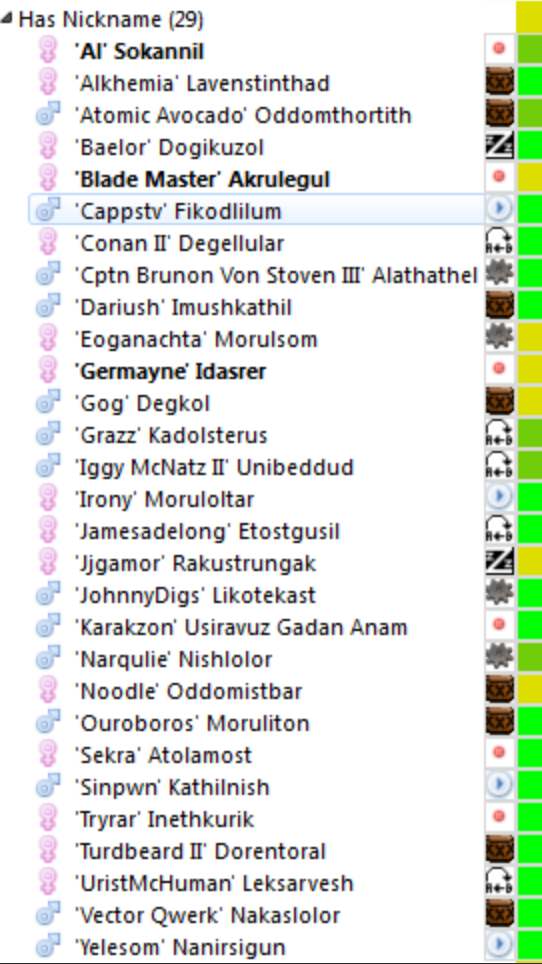 Has Nickname (29)
'Al' Sokannil
'Alkhemia' Lavenstinthad
'Atomic Avocado' Oddomthortith
'Baelor' Dogikuzol
'Blade Master' Akrulegul
'Cappstv' Fikodlilum
'Conan II' Degellular
'Cptn Brunon Von Stoven III' Alathathel
'Dariush' Imushkathil
'Eoganachta' Morulsom
'Germayne' Idasrer
'Gog' Degkol
'Grazz' Kadolsterus
'Iggy McNatz II' Unibeddud
'Irony' Moruloltar
'Jamesadelong' Etostgusil
'Jjgamor' Rakustrungak
'JohnnyDigs' Likotekast
'Karakzon' Usiravuz Gadan Anam
'Narqulie' Nishlolor
'Noodle' Oddomistbar
'Ouroboros' Moruliton
'Sekra' Atolamost
'Sinpwn' Kathilnish
'Tryrar' Inethkurik
'Turdbeard II' Dorentoral
'UristMcHuman' Leksarvesh
'Vector Qwerk' Nakaslolor
'Yelesom' Nanirsigun